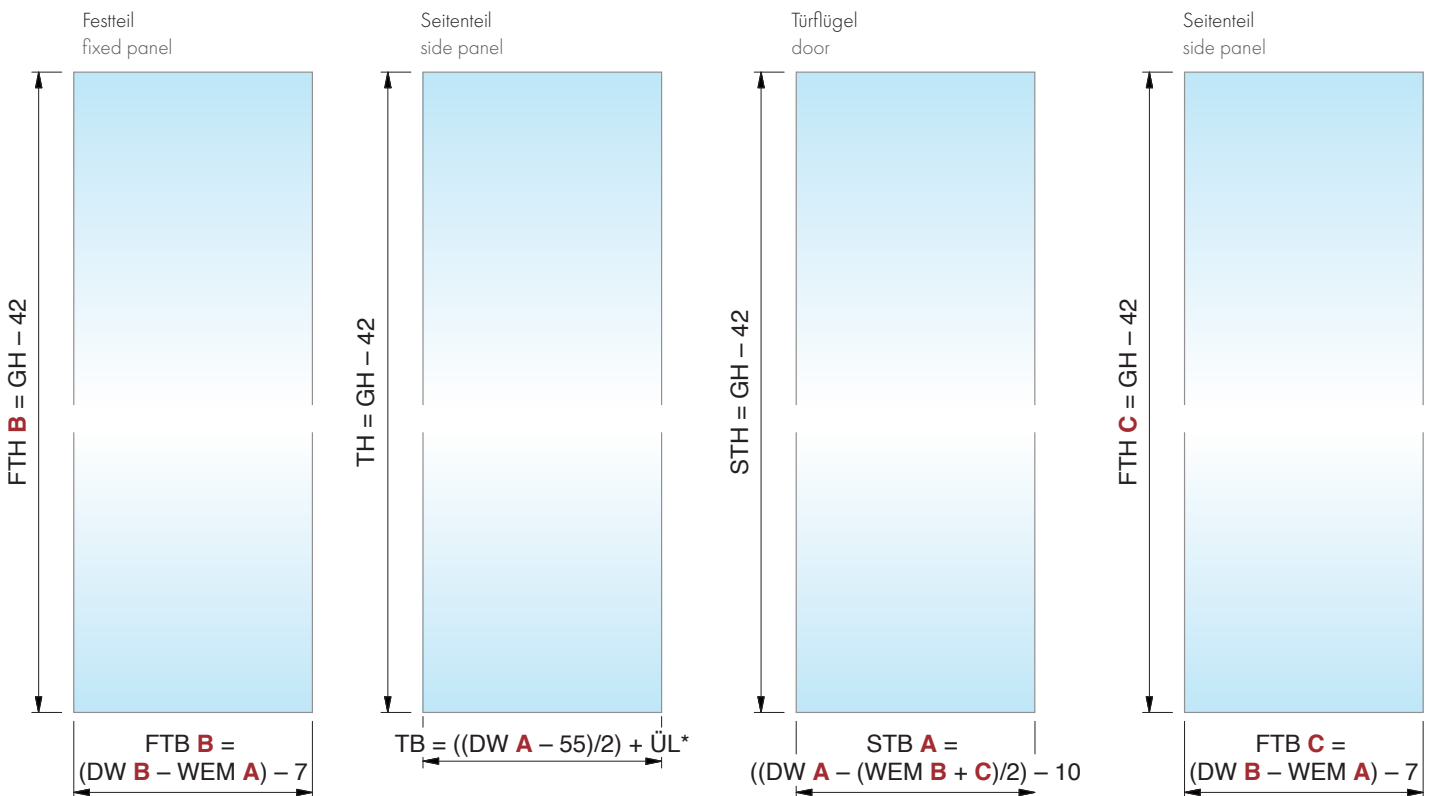 Festteil
fixed panel
FTH B = GH – 42
FTB B =
(DW B – WEM A) – 7
Seitenteil
side panel
TH = GH – 42
TB = ((DW A – 55)/2) + ÜL*
Türflügel
door
STH = GH – 42
STB A =
((DW A – (WEM B + C)/2) – 10
Seitenteil
side panel
FTH C = GH – 42
FTB C =
(DW B – WEM A) – 7